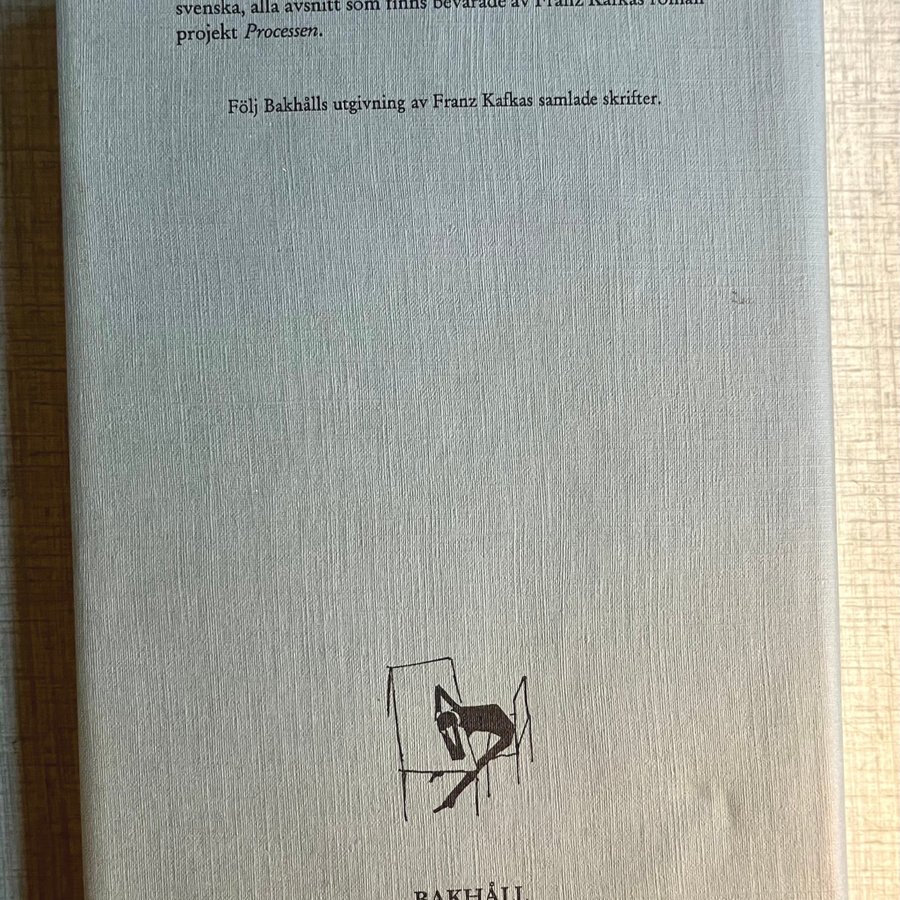 svenska, alla avsnitt som finns bevarade av Franz Kafkas roman
projekt Processen.
Följ Bakhålls utgivning av Franz Kafkas samlade skrifter.
BAKHÅLL